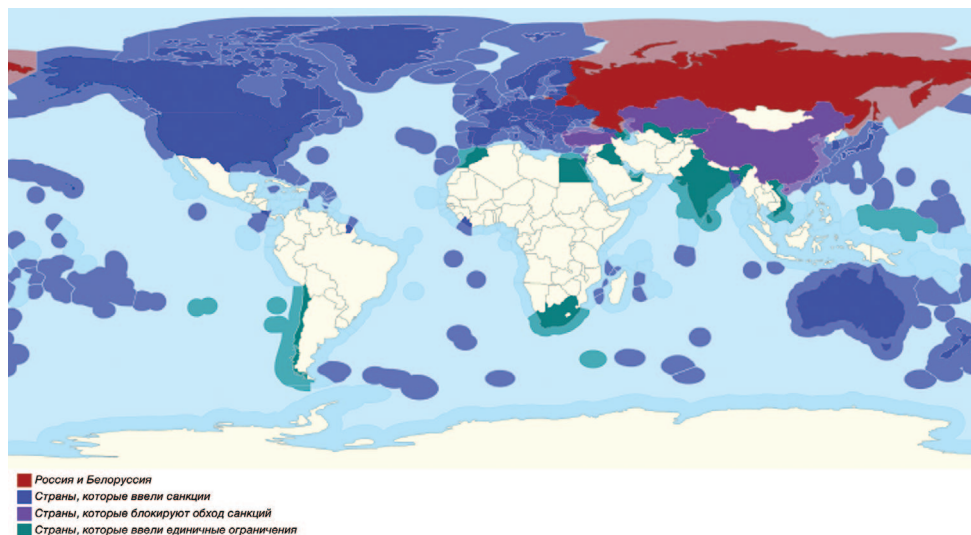 Россия и Белоруссия
Страны, которые ввели санкции
Страны, которые блокируют обход санкций
Страны, которые ввели единичные ограничения